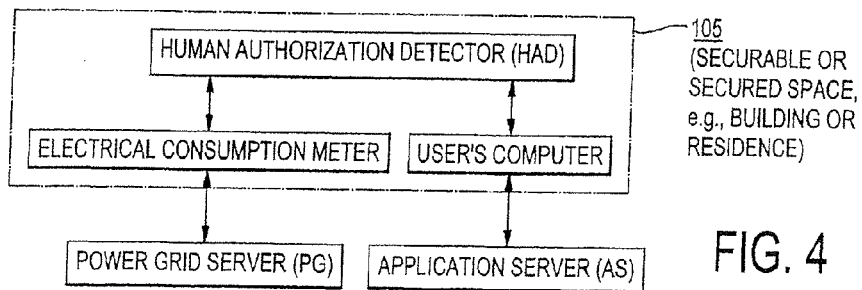 HUMAN AUTHORIZATION DETECTOR (HAD)
105
(SECURABLE OR
SECURED SPACE,
e.g., BUILDING OR
RESIDENCE)
ELECTRICAL CONSUMPTION METER
USER'S COMPUTER
POWER GRID SERVER (PG)
APPLICATION SERVER (AS)
FIG. 4